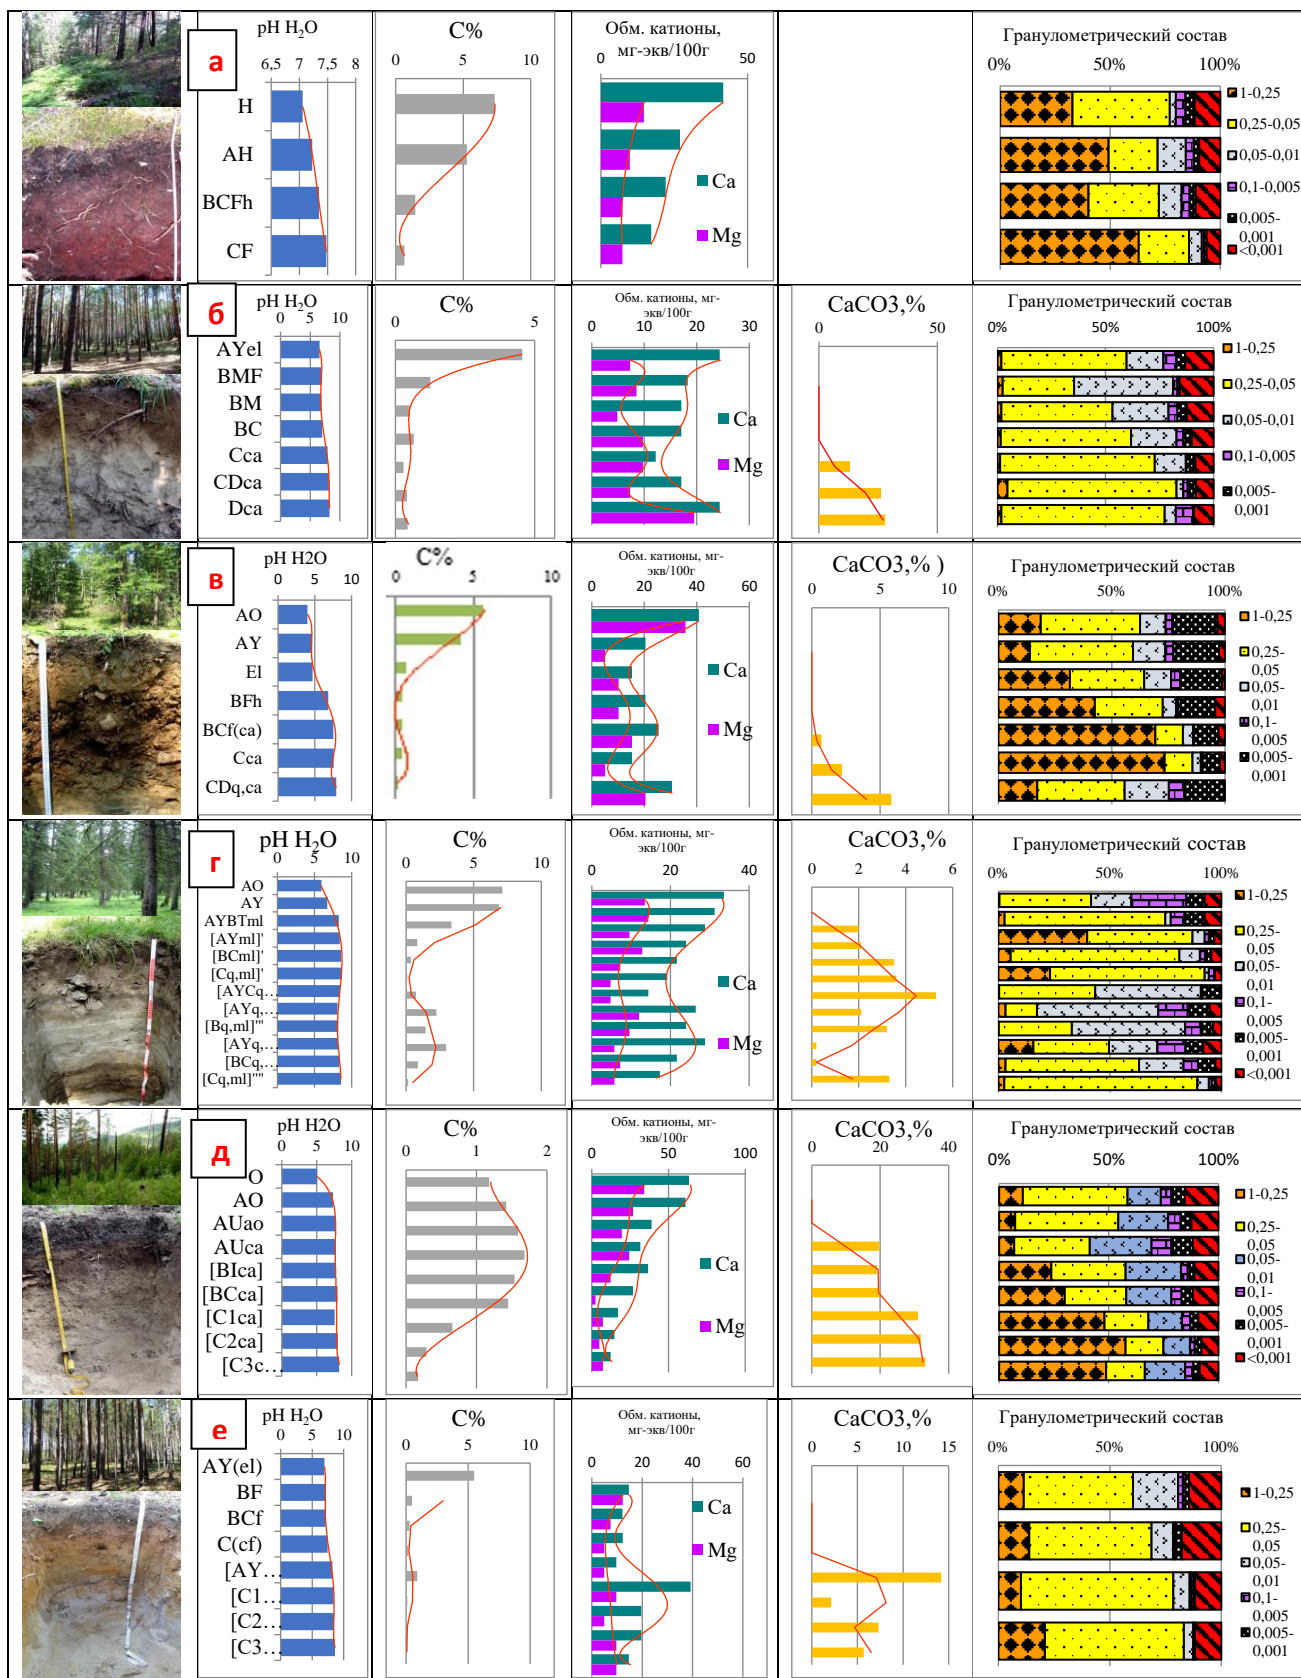 а
pH H₂O
6,5 7 7,5 8
H
AH
BCFh
CF
C%
0 5 10
Обм. катионы,
мг-экв/100г
0 50
Ca
Mg
Гранулометрический состав
0% 50% 100%
1-0,25
0,25-0,05
0,05-0,01
0,1-0,005
0,005-
0,001
<0,001
б
pH H₂O
0 5 10
AYel
BMF
BM
BC
Cca
CDca
Dca
C%
0 5
Обм. катионы, мг-
экв/100г
0 10 20 30
Ca
Mg
CaCO3,%
0 50
Гранулометрический состав
0% 50% 100%
1-0,25
0,25-0,05
0,05-0,01
0,1-0,005
0,005-
0,001
в
pH H2O
0 5 10
AO
AY
El
BFh
BCf(ca)
Cca
CDq,ca
C%
0 5 10
Обм. катионы, мг-
экв/100г
0 20 40 60
Ca
Mg
CaCO3,% )
0 5 10
Гранулометрический состав
0% 50% 100%
1-0,25
0,25-
0,05
0,05-
0,01
0,1-
0,005
0,005-
0,001
г
pH H₂O
0 5 10
AO
AY
AYBTml
[AYml]'
[BCml]'
[Cq,ml]'
[AYCq...
[AYq,...
[Bq,ml]'''
[AYq,...
[BCq,...
[Cq,ml]''''
C%
0 5 10
Обм. катионы, мг-
экв/100г
0 20 40
Ca
Mg
CaCO3,%
0 2 4 6
Гранулометрический состав
0% 50% 100%
1-0,25
0,25-
0,05
0,05-
0,01
0,1-
0,005
0,005-
0,001
<0,001
д
pH H2O
0 5 10
O
AO
AUao
AUca
[BIca]
[BCca]
[C1ca]
[C2ca]
[C3c...
C%
0 1 2
Обм. катионы, мг-
экв/100г
0 50 100
Ca
Mg
CaCO3,%
0 20 40
Гранулометрический состав
0% 50% 100%
1-0,25
0,25-
0,05
0,05-
0,01
0,1-
0,005
0,005-
0,001
<0,001
е
pH H₂O
0 5 10
AY(el)
BF
BCf
C(cf)
[AY...
[C1...
[C2...
[C3...
C%
0 5 10
Обм. катионы,
мг-экв/100г
0 20 40 60
Ca
Mg
CaCO3,%
0 5 10 15
Гранулометрический состав
0% 50% 100%
1-0,25
0,25-
0,05
0,05-
0,01
0,1-
0,005
0,005-
0,001